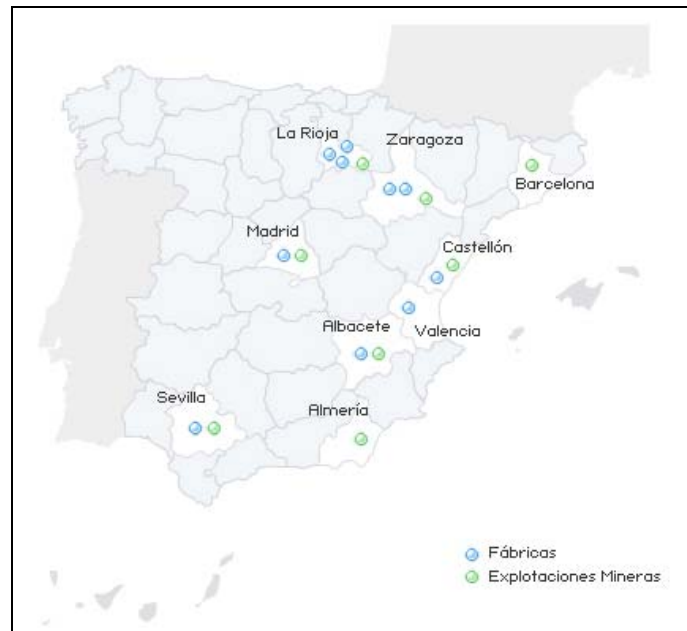 La Rioja
Zaragoza
Barcelona
Madrid
Castellón
Albacete
Valencia
Sevilla
Almería
Fábricas
Explotaciones Mineras